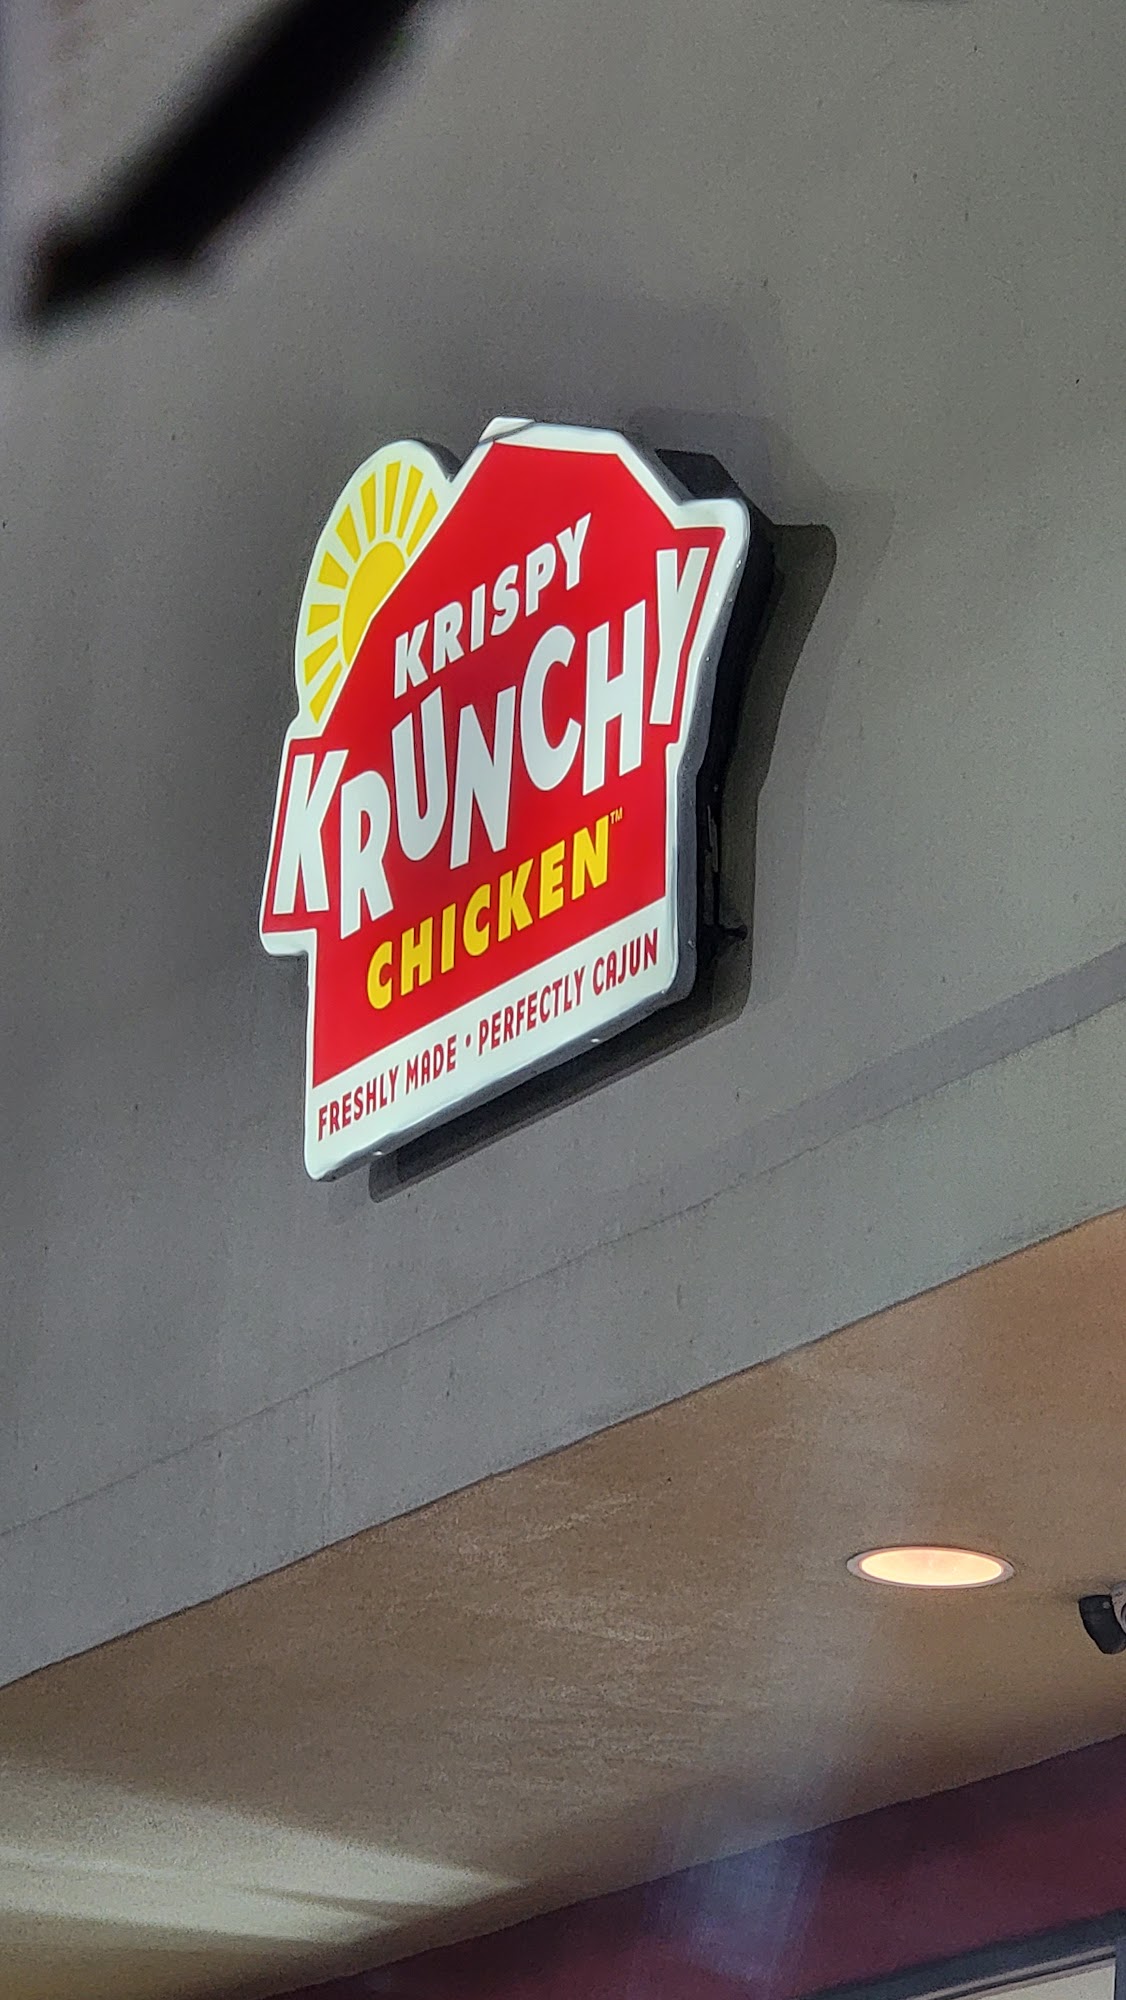 KRISPY
KRUNCHY
CHICKEN™
FRESHLY MADE • PERFECTLY CAJUN